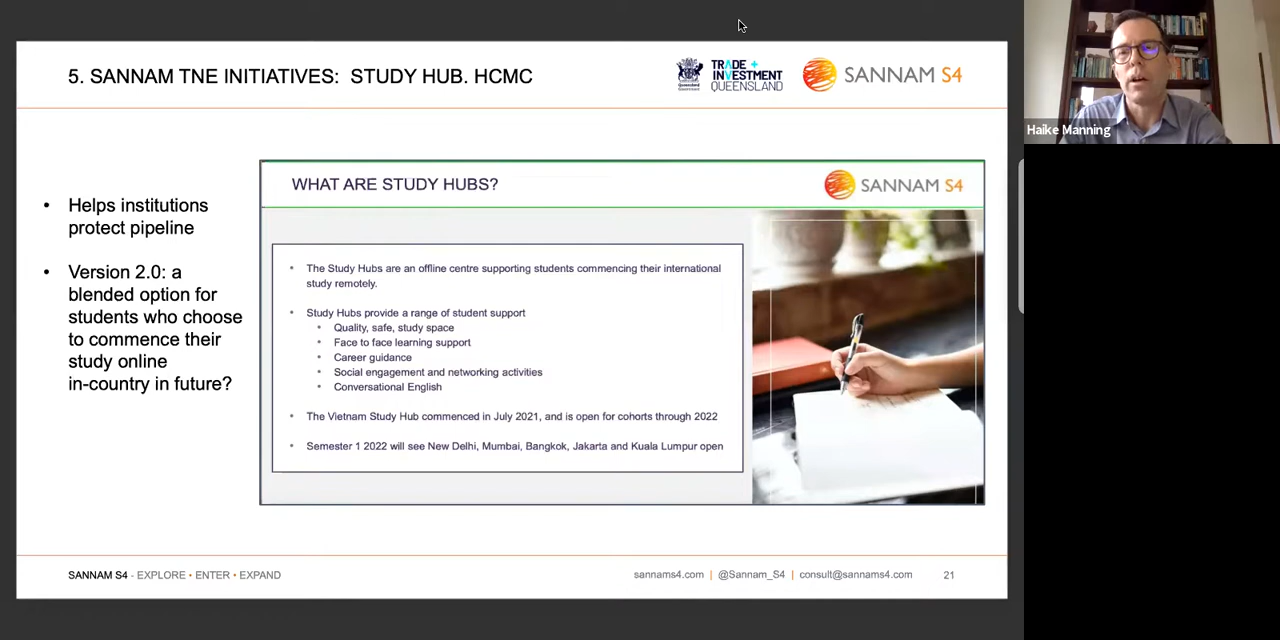 5. SANNAM TNE INITIATIVES: STUDY HUB. HCMC
Queensland
Government
TRADE +
INVESTMENT
QUEENSLAND
SANNAM S4
Haike Manning
• Helps institutions
protect pipeline
• Version 2.0: a
blended option for
students who choose
to commence their
study online
in-country in future?
WHAT ARE STUDY HUBS?
SANNAM S4
• The Study Hubs are an offline centre supporting students commencing their international
study remotely.
• Study Hubs provide a range of student support
• Quality, safe, study space
• Face to face learning support
• Career guidance
• Social engagement and networking activities
• Conversational English
• The Vietnam Study Hub commenced in July 2021, and is open for cohorts through 2022
• Semester 1 2022 will see New Delhi, Mumbai, Bangkok, Jakarta and Kuala Lumpur open
SANNAM S4 - EXPLORE • ENTER • EXPAND
sannams4.com | @Sannam_S4 | consult@sannams4.com 21